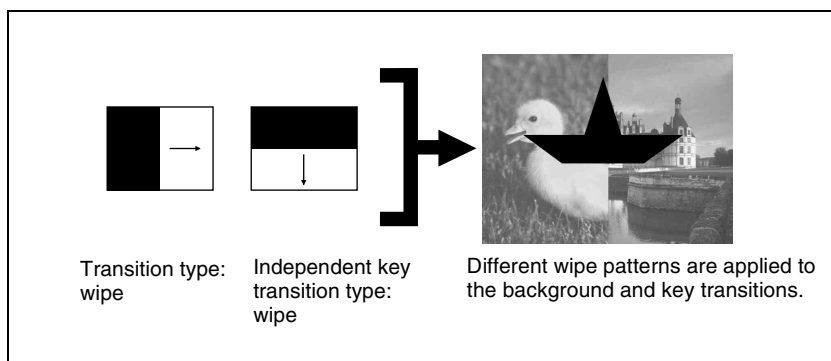 Transition type:
wipe
Independent key
transition type:
wipe
Different wipe patterns are applied to
the background and key transitions.